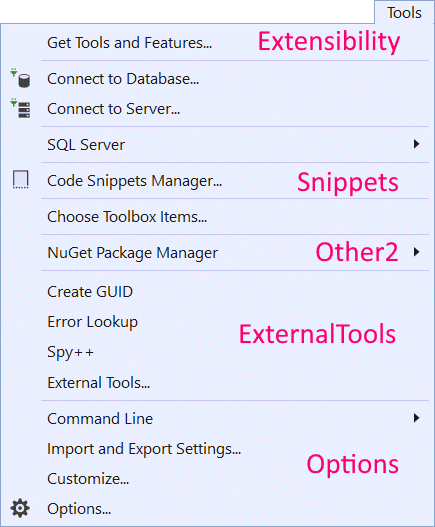 Tools
Get Tools and Features... Extensibility
Connect to Database...
Connect to Server...
SQL Server
Code Snippets Manager... Snippets
Choose Toolbox Items...
NuGet Package Manager Other2
Create GUID
Error Lookup
ExternalTools
Spy++
External Tools...
Command Line
Import and Export Settings...
Options
Customize...
Options...